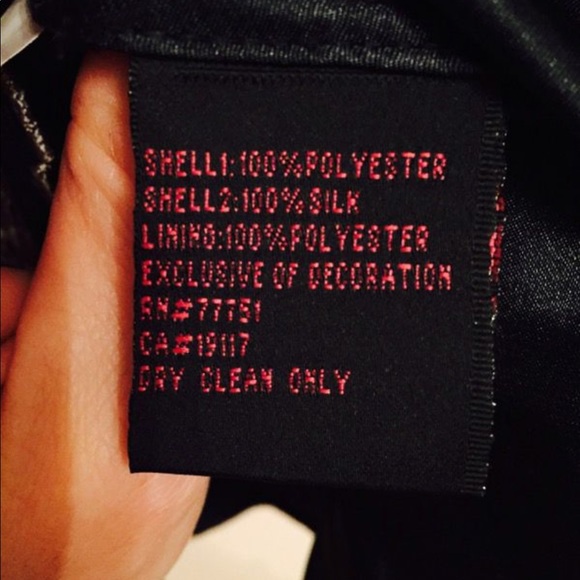 SHELL1:100%POLYESTER
SHELL2:100%SILK
LINING:100%POLYESTER
EXCLUSIVE OF DECORATION
RN#77751
CA#19117
DRY CLEAN ONLY